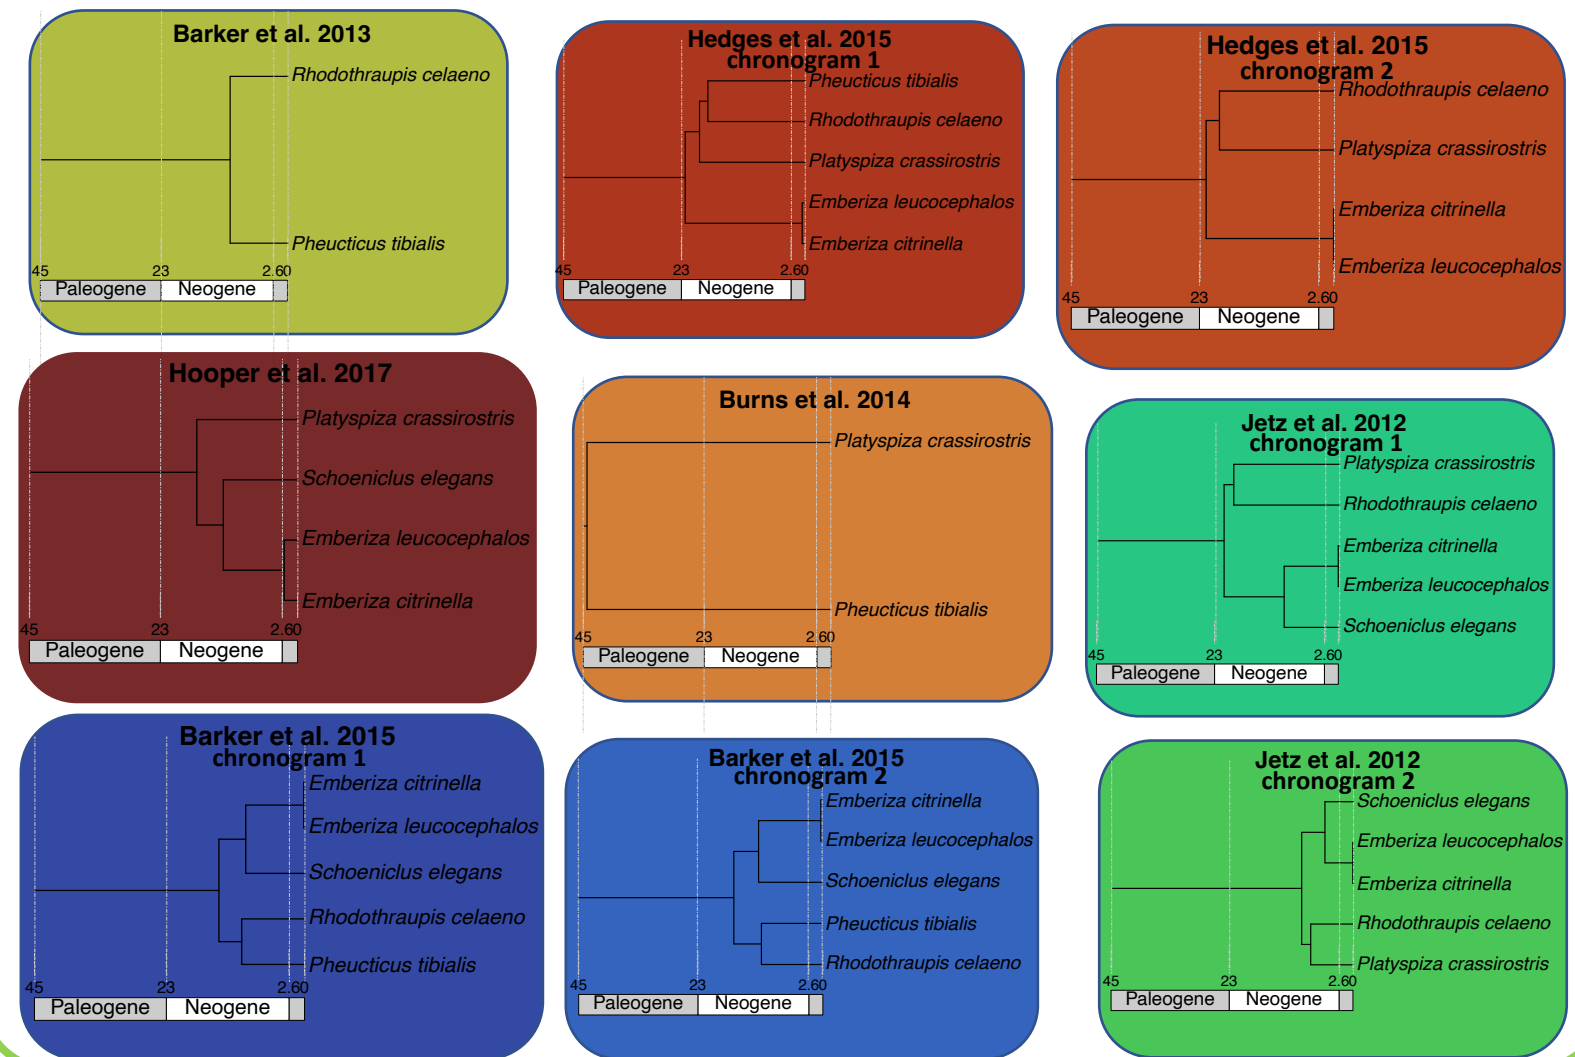 Barker et al. 2013
Rhodothraupis celaeno
Pheucticus tibialis
45 23 2.60
Paleogene Neogene
Hedges et al. 2015
chronogram 1
Pheucticus tibialis
Rhodothraupis celaeno
Platyspiza crassirostris
Emberiza leucocephalos
Emberiza citrinella
45 23 2.60
Paleogene Neogene
Hedges et al. 2015
chronogram 2
Rhodothraupis celaeno
Platyspiza crassirostris
Emberiza citrinella
Emberiza leucocephalos
45 23 2.60
Paleogene Neogene
Hooper et al. 2017
Platyspiza crassirostris
Schoeniclus elegans
Emberiza leucocephalos
Emberiza citrinella
45 23 2.60
Paleogene Neogene
Burns et al. 2014
Platyspiza crassirostris
Pheucticus tibialis
45 23 2.60
Paleogene Neogene
Jetz et al. 2012
chronogram 1
Platyspiza crassirostris
Rhodothraupis celaeno
Emberiza citrinella
Emberiza leucocephalos
Schoeniclus elegans
45 23 2.60
Paleogene Neogene
Barker et al. 2015
chronogram 1
Emberiza citrinella
Emberiza leucocephalos
Schoeniclus elegans
Rhodothraupis celaeno
Pheucticus tibialis
45 23 2.60
Paleogene Neogene
Barker et al. 2015
chronogram 2
Emberiza citrinella
Emberiza leucocephalos
Schoeniclus elegans
Pheucticus tibialis
Rhodothraupis celaeno
45 23 2.60
Paleogene Neogene
Jetz et al. 2012
chronogram 2
Schoeniclus elegans
Emberiza leucocephalos
Emberiza citrinella
Rhodothraupis celaeno
Platyspiza crassirostris
45 23 2.60
Paleogene Neogene